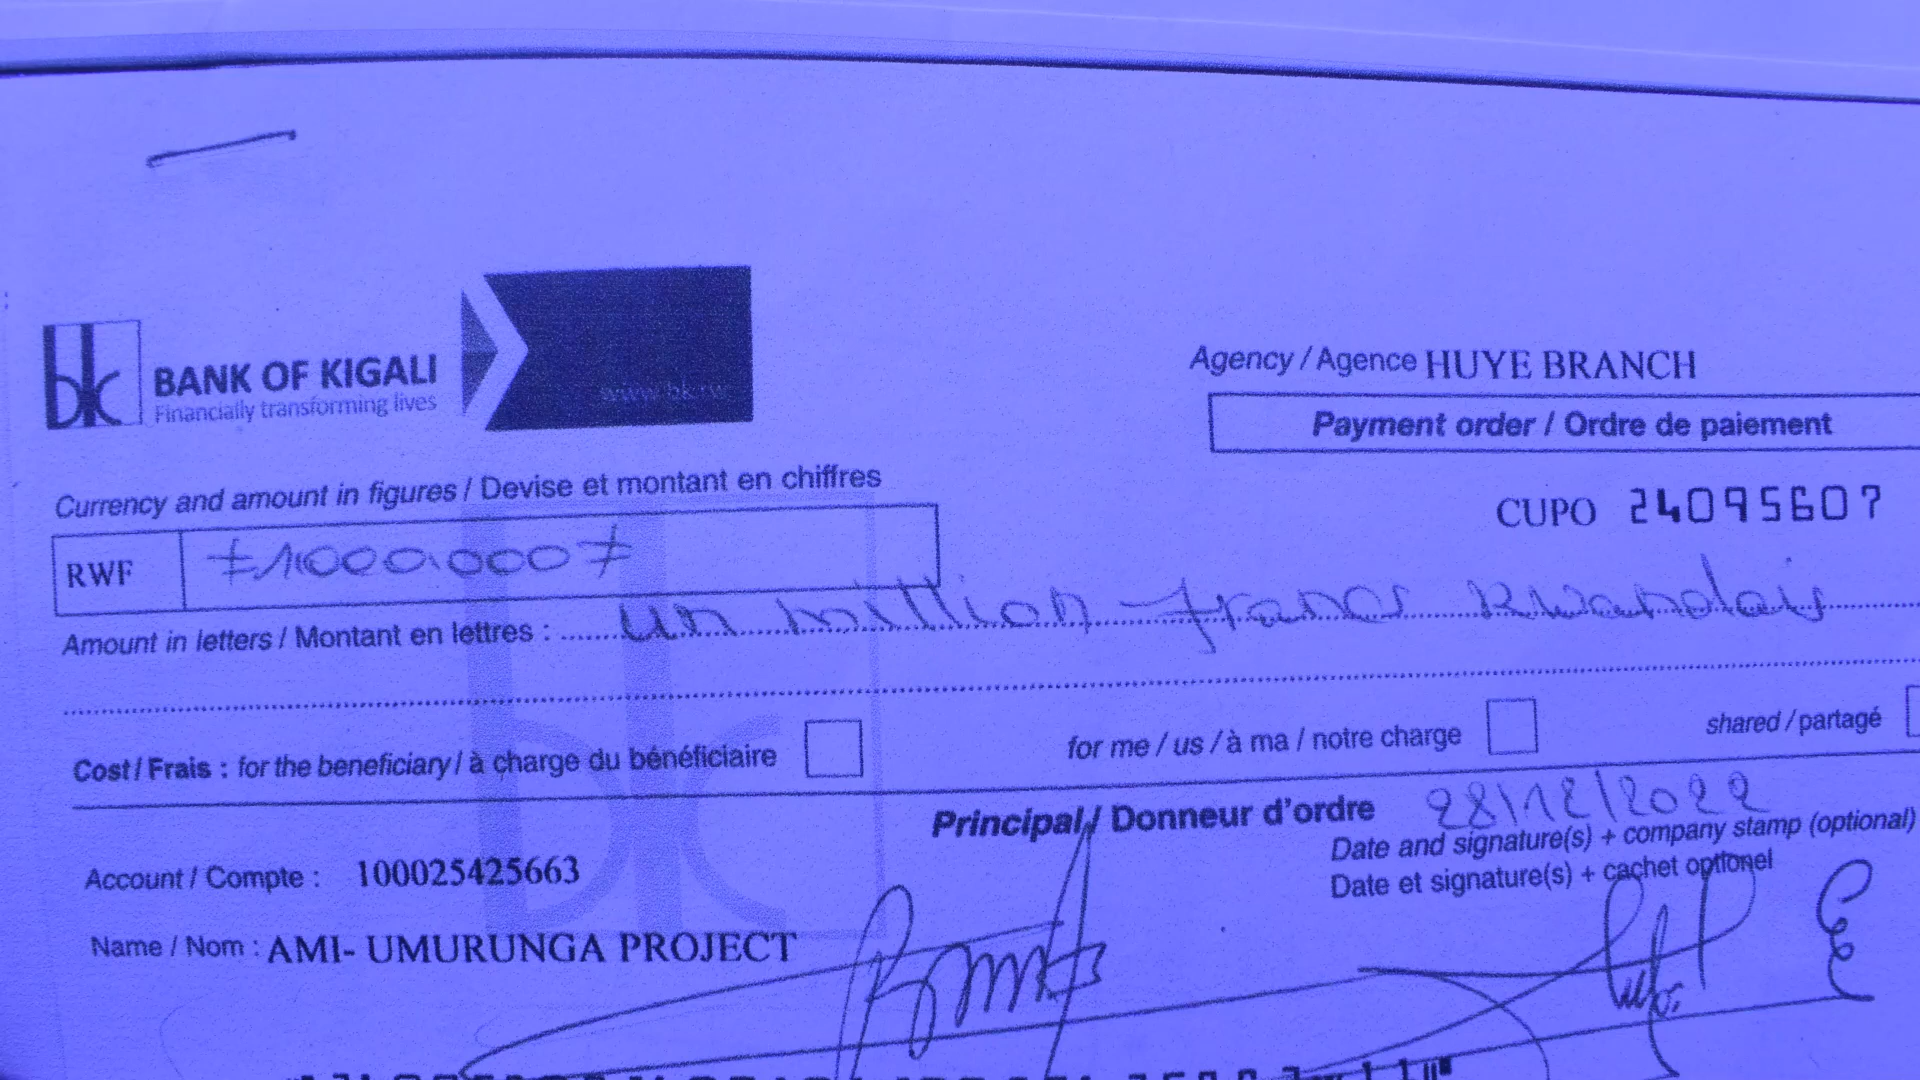 bk BANK OF KIGALI
Financially transforming lives
www.bk.rw
Agency / Agence HUYE BRANCH
Payment order / Ordre de paiement
Currency and amount in figures / Devise et montant en chiffres
CUPO 24095607
RWF ≠1000.000≠
Amount in letters / Montant en lettres : un million francs Rwandais
Cost / Frais : for the beneficiary / à charge du bénéficiaire
for me / us / à ma / notre charge
shared / partagé
Principal / Donneur d'ordre 28/12/2022
Date and signature(s) + company stamp (optional)
Date et signature(s) + cachet optionel
Account / Compte : 100025425663
Name / Nom : AMI- UMURUNGA PROJECT